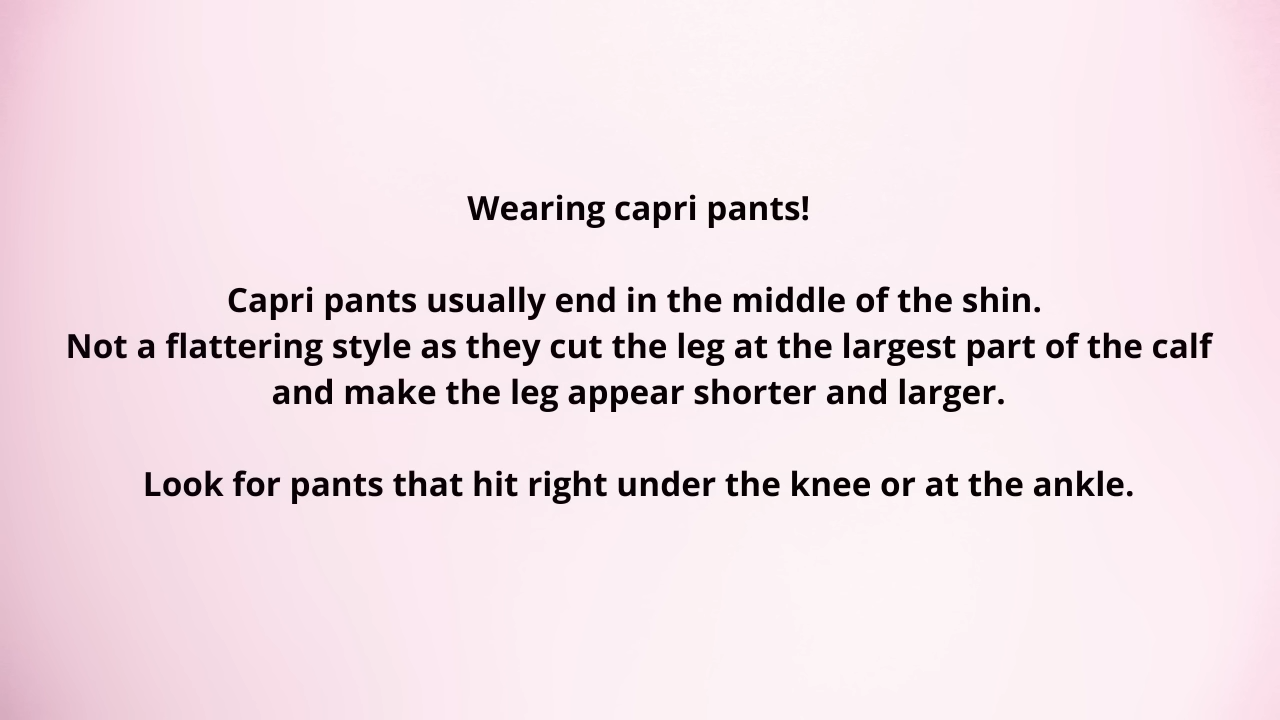 Wearing capri pants!
Capri pants usually end in the middle of the shin.
Not a flattering style as they cut the leg at the largest part of the calf
and make the leg appear shorter and larger.
Look for pants that hit right under the knee or at the ankle.